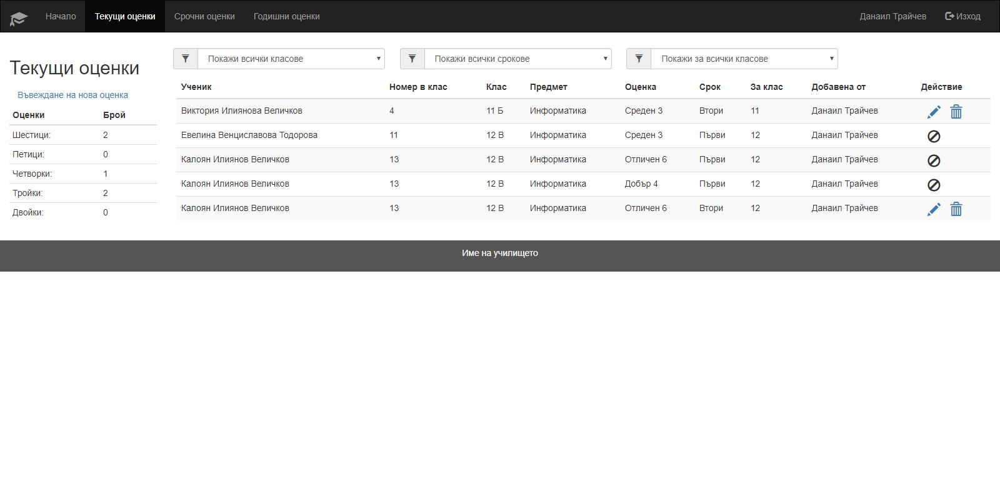 Начало Текущи оценки Срочни оценки Годишни оценки Данаил Трайчев Изход
Текущи оценки
Въвеждане на нова оценка
Оценки Брой
Шестици: 2
Петици: 0
Четворки: 1
Тройки: 2
Двойки: 0
Покажи всички класове Покажи всички срокове Покажи за всички класове
Ученик Номер в клас Клас Предмет Оценка Срок За клас Добавена от Действие
Виктория Илиянова Величков 4 11 Б Информатика Среден 3 Втори 11 Данаил Трайчев
Евелина Венциславова Тодорова 11 12 В Информатика Среден 3 Първи 12 Данаил Трайчев
Калоян Илиянов Величков 13 12 В Информатика Отличен 6 Първи 12 Данаил Трайчев
Калоян Илиянов Величков 13 12 В Информатика Добър 4 Първи 12 Данаил Трайчев
Калоян Илиянов Величков 13 12 В Информатика Отличен 6 Втори 12 Данаил Трайчев
Име на училището